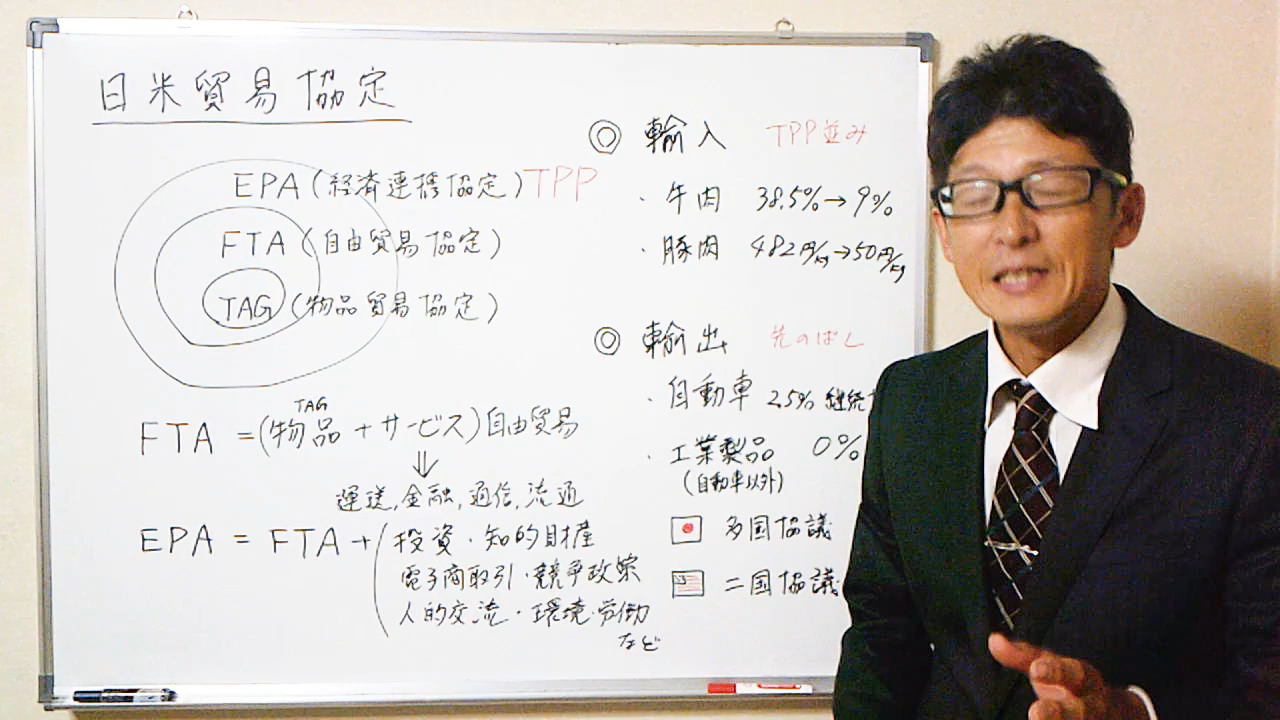 日米貿易協定
EPA(経済連携協定)TPP
FTA(自由貿易協定)
TAG(物品貿易協定)
TAG
FTA=(物品+サービス)自由貿易
⇓
運送,金融,通信,流通
EPA = FTA+(投資・知的財産
電子商取引・競争政策
人的交流・環境・労働
など
◎ 輸入 TPP並み
・牛肉 38.5%→9%
・豚肉 482円/kg→50円/kg
◎ 輸出 先のばし
・自動車 2.5% 継続
・工業製品 0%
(自動車以外)
多国協議
二国協議